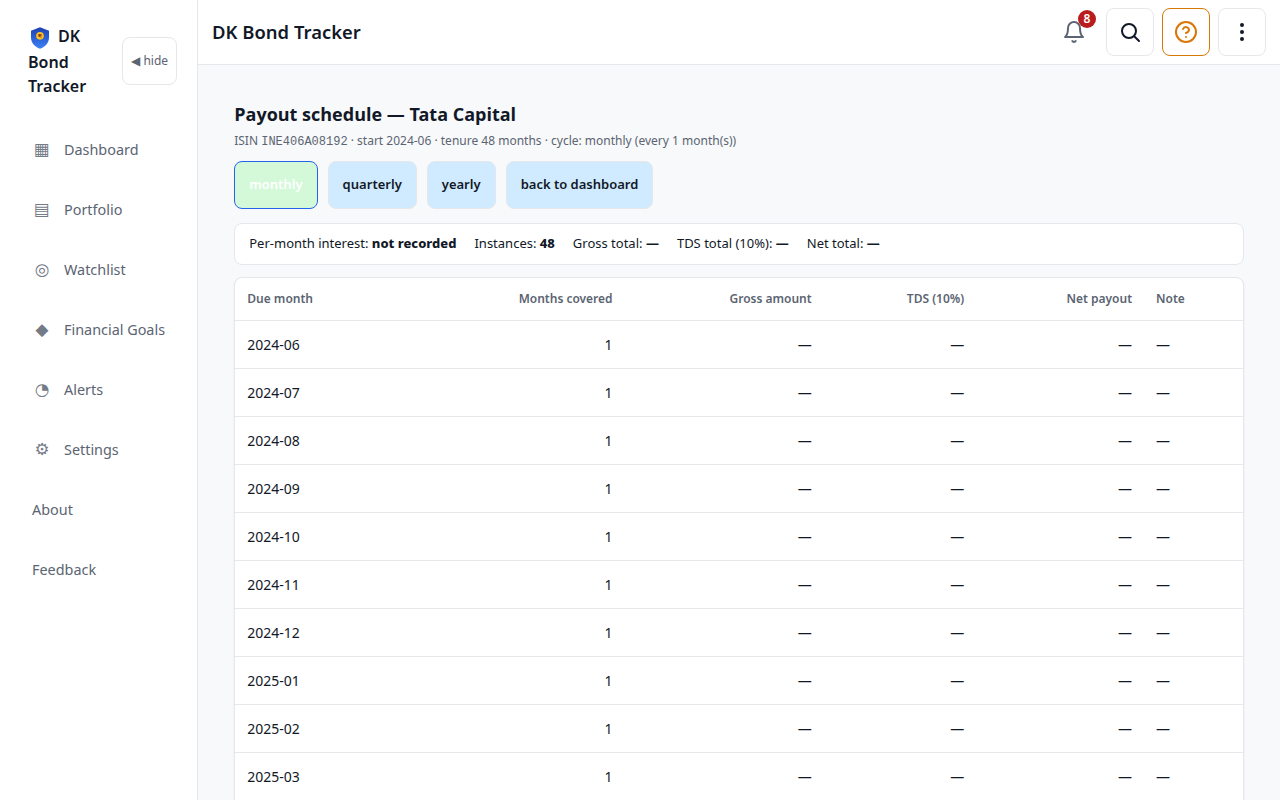 DK Bond Tracker
◀ hide
Dashboard
Portfolio
Watchlist
Financial Goals
Alerts
Settings
About
Feedback
DK Bond Tracker
8
Payout schedule — Tata Capital
ISIN INE406A08192 · start 2024-06 · tenure 48 months · cycle: monthly (every 1 month(s))
monthly quarterly yearly back to dashboard
Per-month interest: not recorded Instances: 48 Gross total: — TDS total (10%): — Net total: —
Due month Months covered Gross amount TDS (10%) Net payout Note
2024-06 1 — — — —
2024-07 1 — — — —
2024-08 1 — — — —
2024-09 1 — — — —
2024-10 1 — — — —
2024-11 1 — — — —
2024-12 1 — — — —
2025-01 1 — — — —
2025-02 1 — — — —
2025-03 1 — — — —